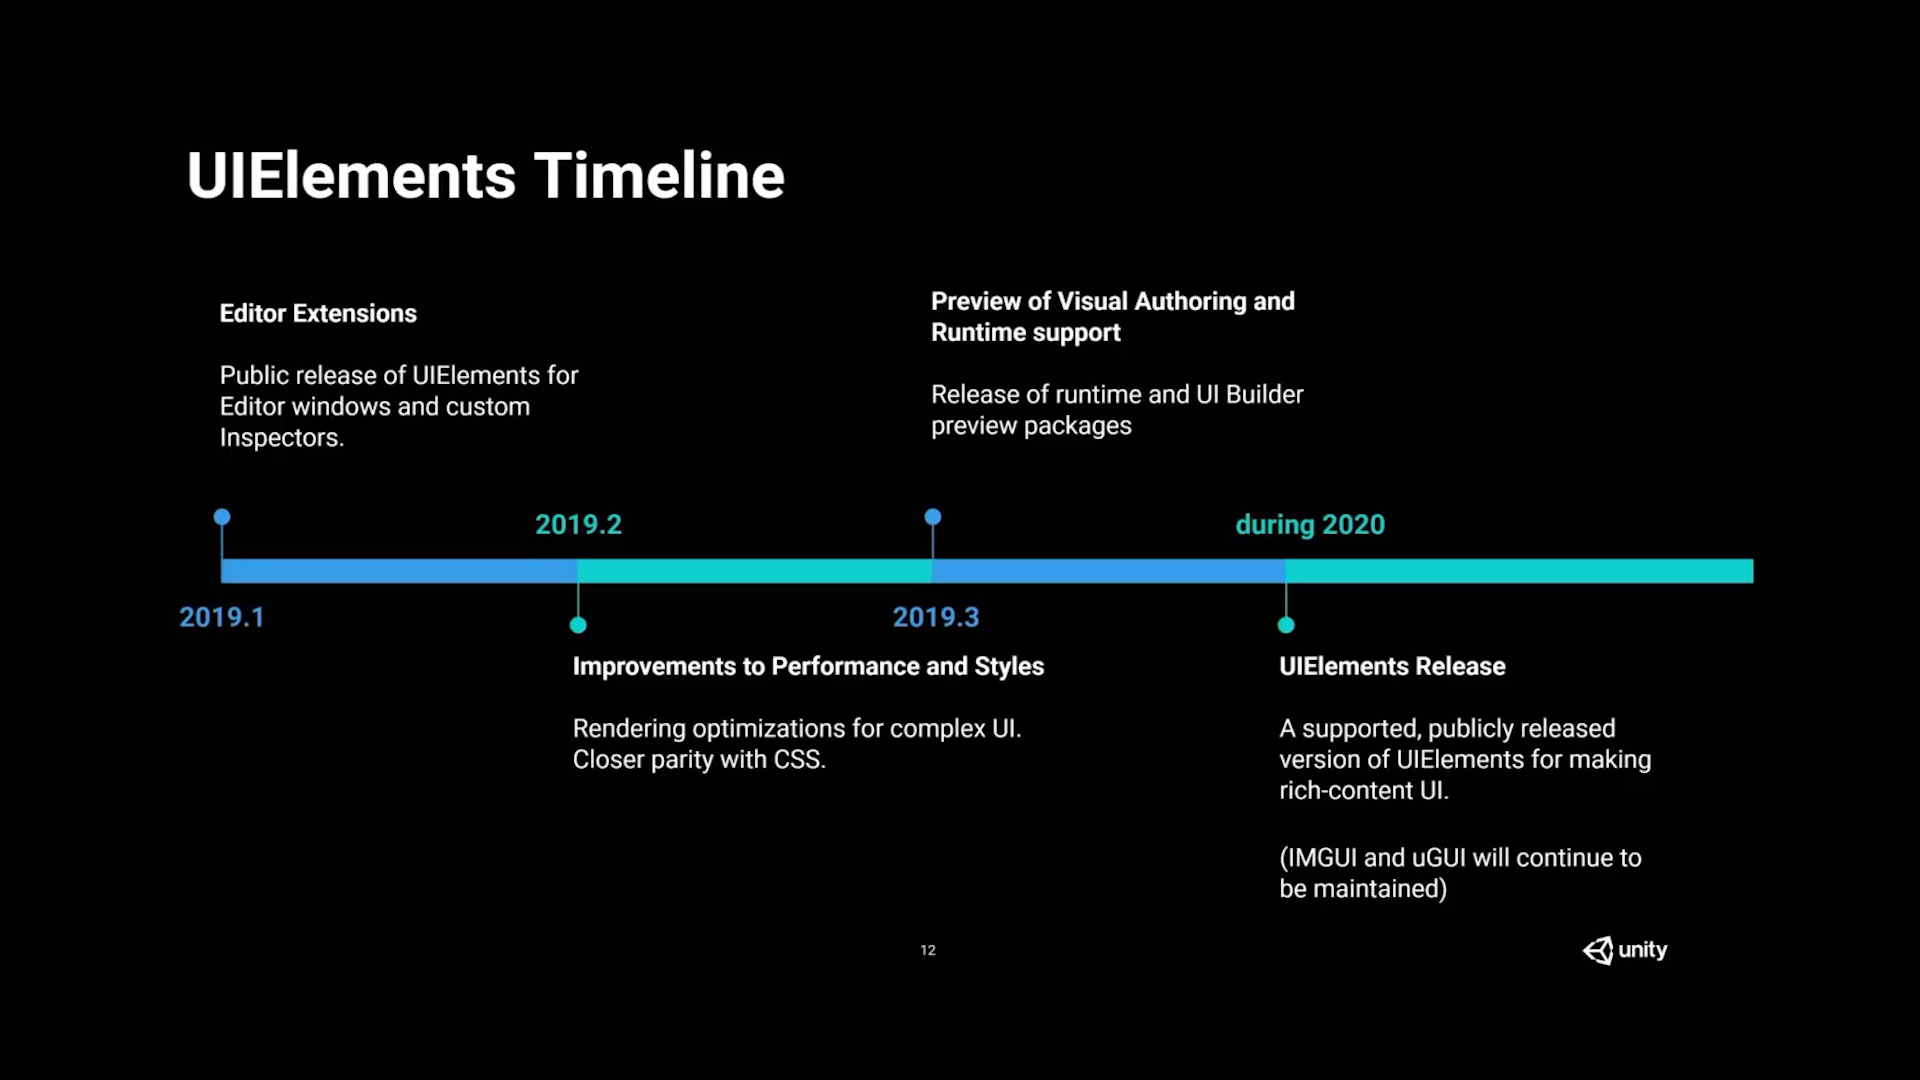 UIElements Timeline
Editor Extensions
Public release of UIElements for
Editor windows and custom
Inspectors.
Preview of Visual Authoring and
Runtime support
Release of runtime and UI Builder
preview packages
2019.2
during 2020
2019.1
2019.3
Improvements to Performance and Styles
Rendering optimizations for complex UI.
Closer parity with CSS.
UIElements Release
A supported, publicly released
version of UIElements for making
rich-content UI.
(IMGUI and uGUI will continue to
be maintained)
12
unity